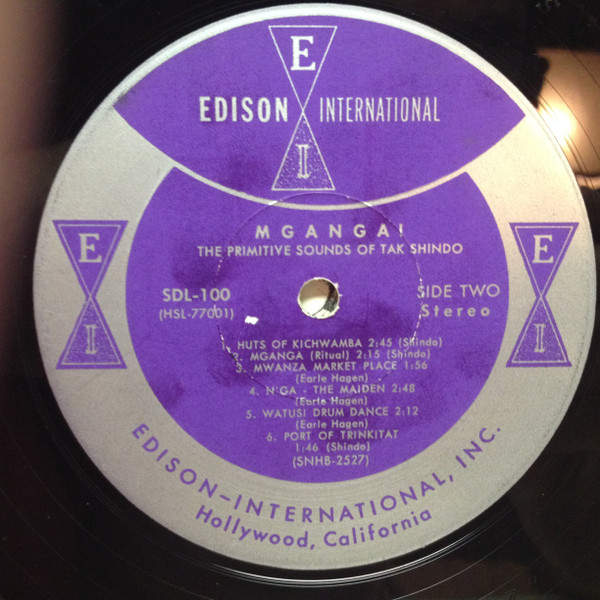 E
EDISON INTERNATIONAL
I
MGANGA!
THE PRIMITIVE SOUNDS OF TAK SHINDO
E
I
E
I
SDL-100
(HSL-77001)
SIDE TWO
Stereo
HUTS OF KICHWAMBA 2:45 (Shindo)
2. MGANGA (Ritual) 2:15 (Shindo)
3. MWANZA MARKET PLACE 1:56
(Earle Hagen)
4. N'GA - THE MAIDEN 2:48
(Earle Hagen)
5. WATUSI DRUM DANCE 2:12
(Earle Hagen)
6. PORT OF TRINKITAT
1:46 (Shindo)
(SNHB-2527)
EDISON-INTERNATIONAL, INC.
Hollywood, California